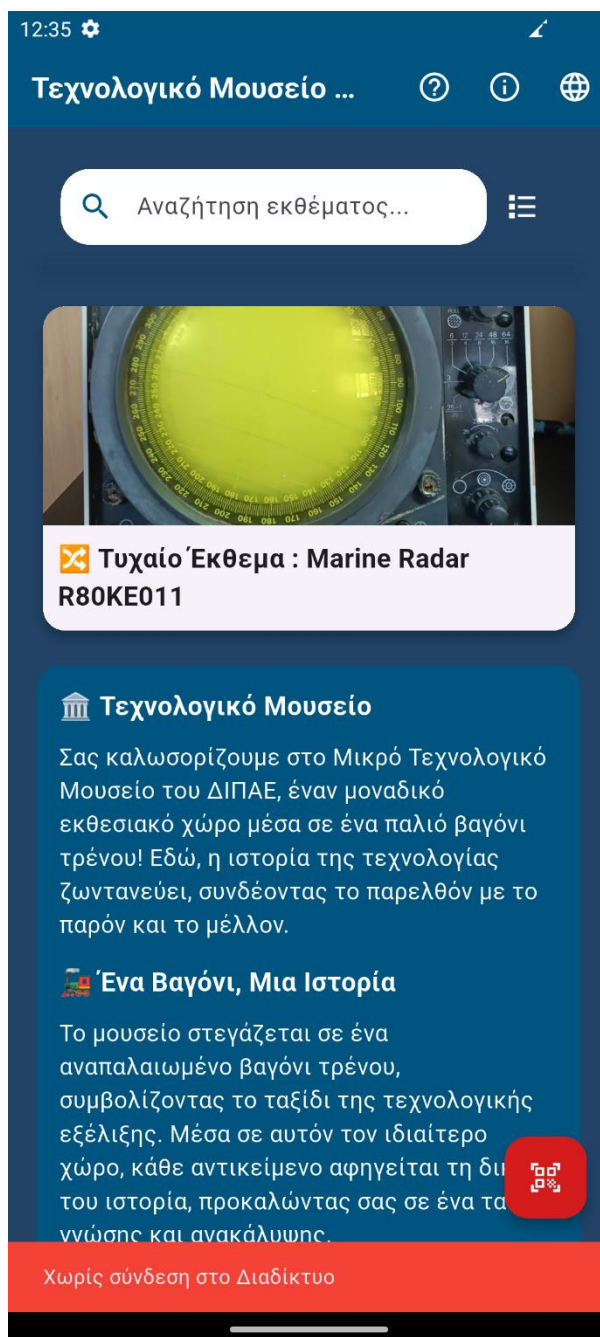 12:35
Τεχνολογικό Μουσείο ...
Αναζήτηση εκθέματος...
Τυχαίο Έκθεμα : Marine Radar
R80KE011
Τεχνολογικό Μουσείο
Σας καλωσορίζουμε στο Μικρό Τεχνολογικό
Μουσείο του ΔΙΠΑΕ, έναν μοναδικό
εκθεσιακό χώρο μέσα σε ένα παλιό βαγόνι
τρένου! Εδώ, η ιστορία της τεχνολογίας
ζωντανεύει, συνδέοντας το παρελθόν με το
παρόν και το μέλλον.
Ένα Βαγόνι, Μια Ιστορία
Το μουσείο στεγάζεται σε ένα
αναπαλαιωμένο βαγόνι τρένου,
συμβολίζοντας το ταξίδι της τεχνολογικής
εξέλιξης. Μέσα σε αυτόν τον ιδιαίτερο
χώρο, κάθε αντικείμενο αφηγείται τη
του ιστορία, προκαλώντας σας σε ένα
γνώσης και ανακάλυψης.
Χωρίς σύνδεση στο Διαδίκτυο